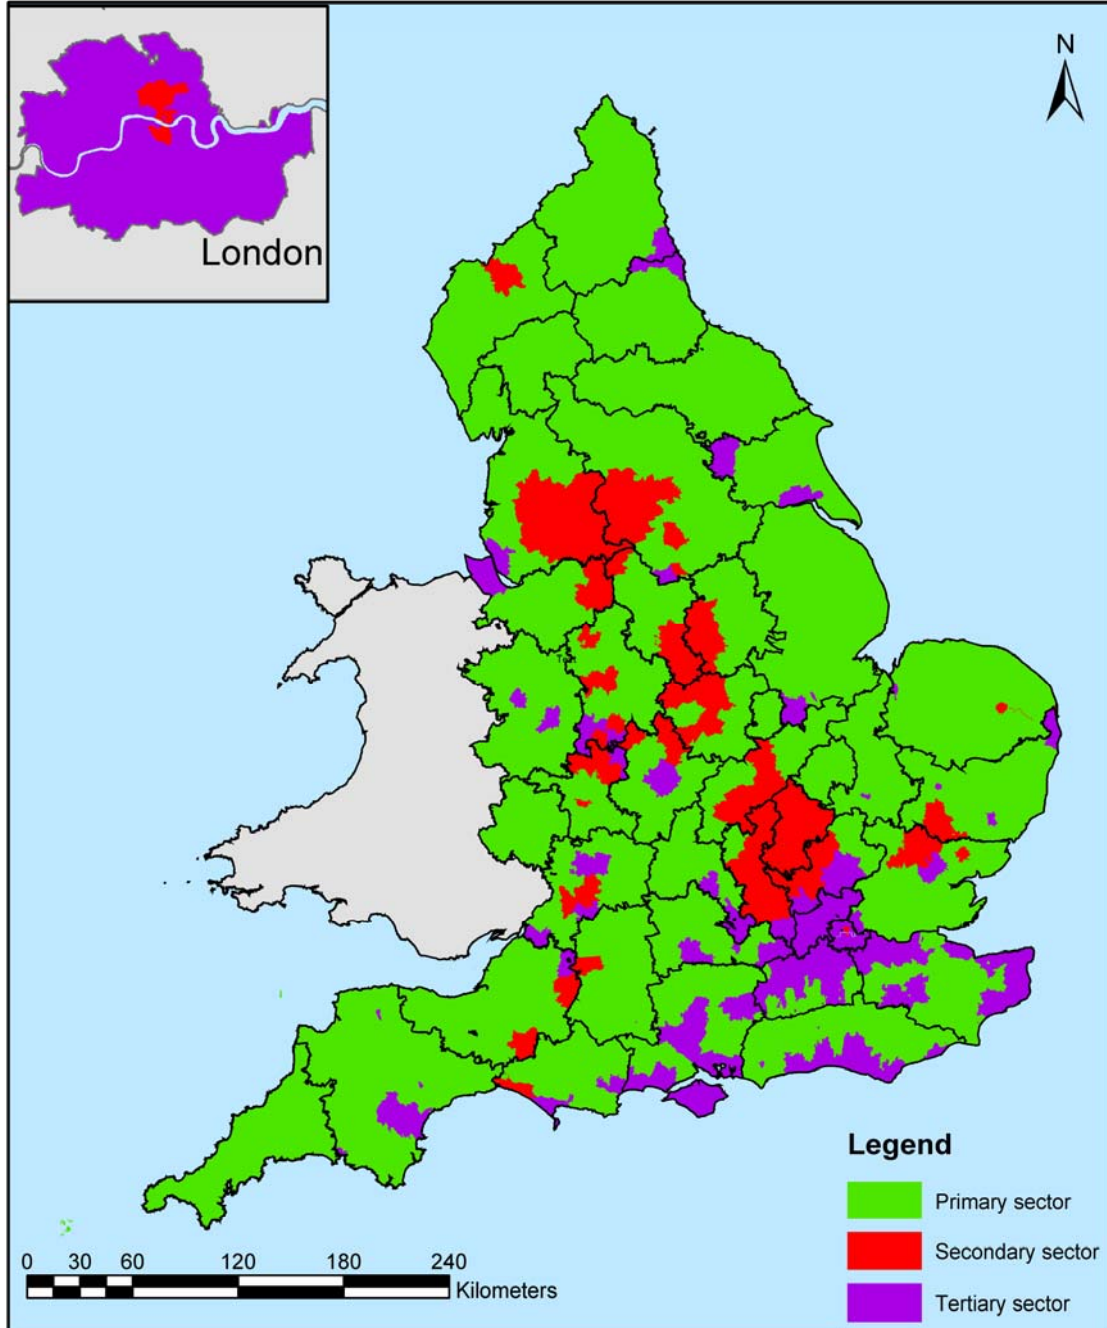 London
N
Legend
Primary sector
Secondary sector
Tertiary sector
0 30 60 120 180 240
Kilometers